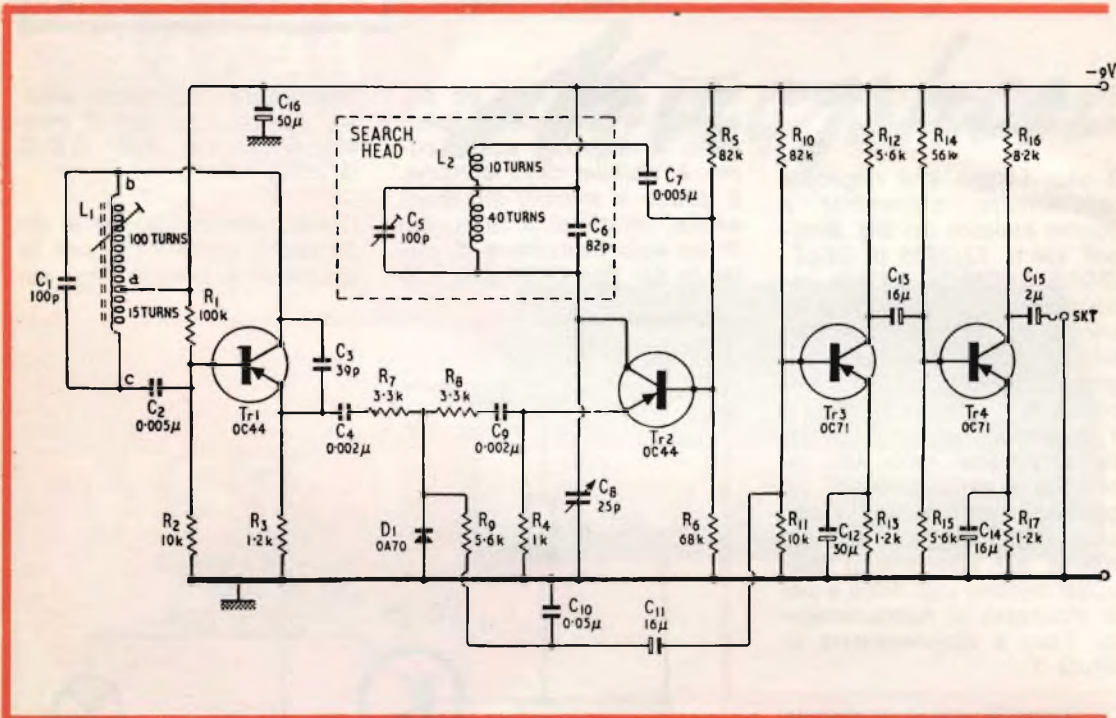 -9V
C16
50μ
SEARCH
HEAD
L2
10 TURNS
40 TURNS
C5
100p
C6
82p
C7
0·005μ
R5
82k
R10
82k
R12
5·6k
R14
56k
R16
8·2k
b
L1
100 TURNS
a
15 TURNS
C1
100p
c
C2
0·005μ
R1
100k
Tr1
OC44
C3
39p
C4
0·002μ
R7
3·3k
R8
3·3k
C9
0·002μ
Tr2
OC44
C13
16μ
C15
2μ
SKT
Tr3
OC71
Tr4
OC71
R2
10k
R3
1·2k
D1
OA70
R9
5·6k
R4
1k
C8
25p
R6
68k
R11
10k
C12
30μ
R13
1·2k
R15
5·6k
C14
16μ
R17
1·2k
C10
0·05μ
C11
16μ